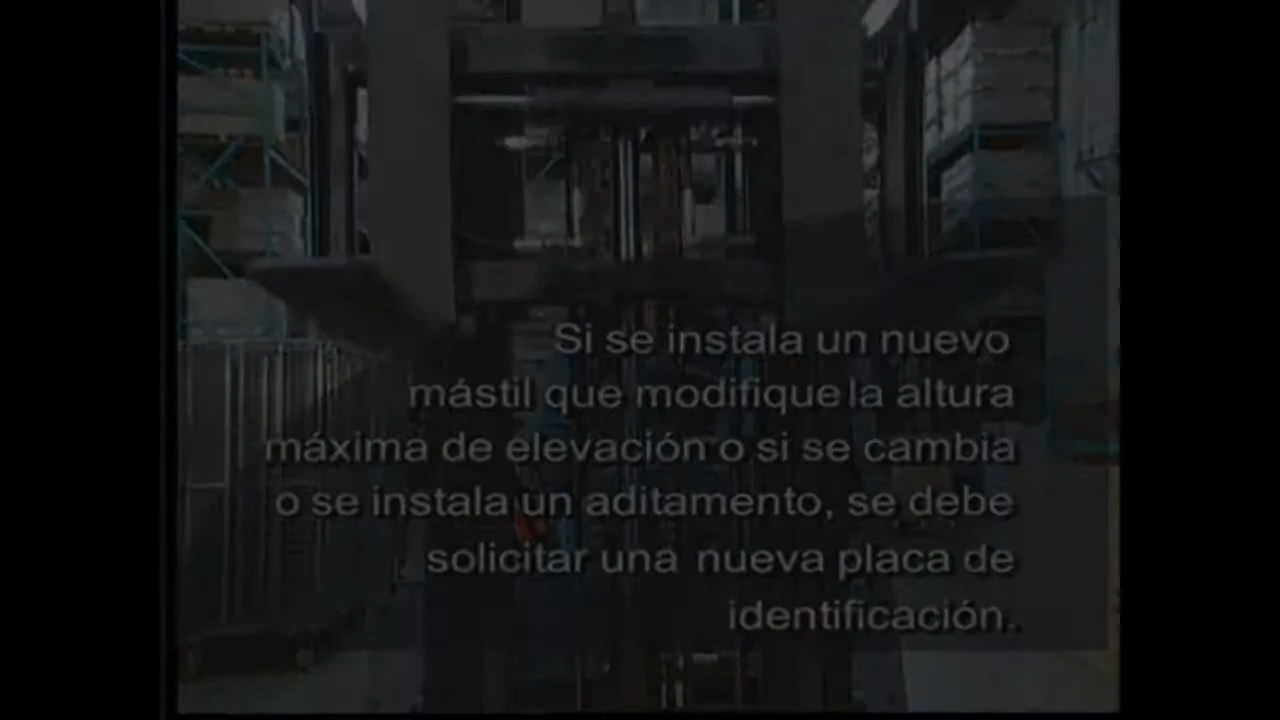 Si se instala un nuevo
mástil que modifique la altura
máxima de elevación o si se cambia
o se instala un aditamento, se debe
solicitar una nueva placa de
identificación.